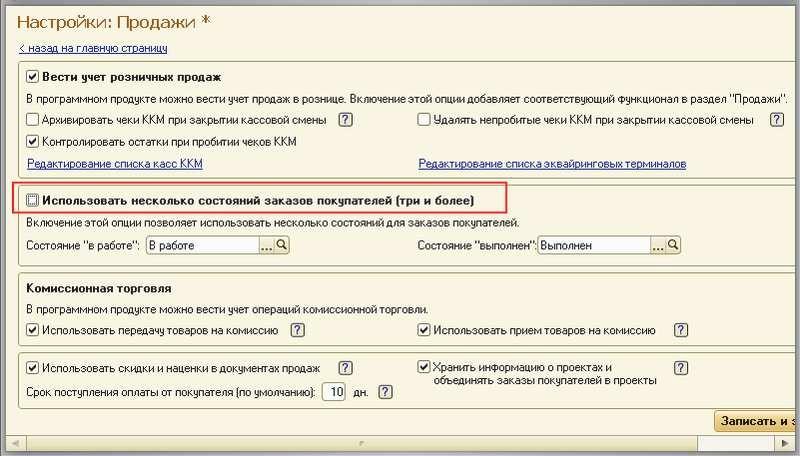 Настройки: Продажи *
< назад на главную страницу
Вести учет розничных продаж
В программном продукте можно вести учет продаж в рознице. Включение этой опции добавляет соответствующий функционал в раздел "Продажи".
Архивировать чеки ККМ при закрытии кассовой смены ? Удалять непробитые чеки ККМ при закрытии кассовой смены ?
Контролировать остатки при пробитии чеков ККМ
Редактирование списка касс ККМ Редактирование списка эквайринговых терминалов
Использовать несколько состояний заказов покупателей (три и более)
Включение этой опции позволяет использовать несколько состояний для заказов покупателей.
Состояние "в работе": В работе ... Состояние "выполнен": Выполнен ...
Комиссионная торговля
В программном продукте можно вести учет операций комиссионной торговли.
Использовать передачу товаров на комиссию ? Использовать прием товаров на комиссию ?
Использовать скидки и наценки в документах продаж ? Хранить информацию о проектах и
объединять заказы покупателей в проекты ?
Срок поступления оплаты от покупателя (по умолчанию): 10 дн. ?
Записать и з